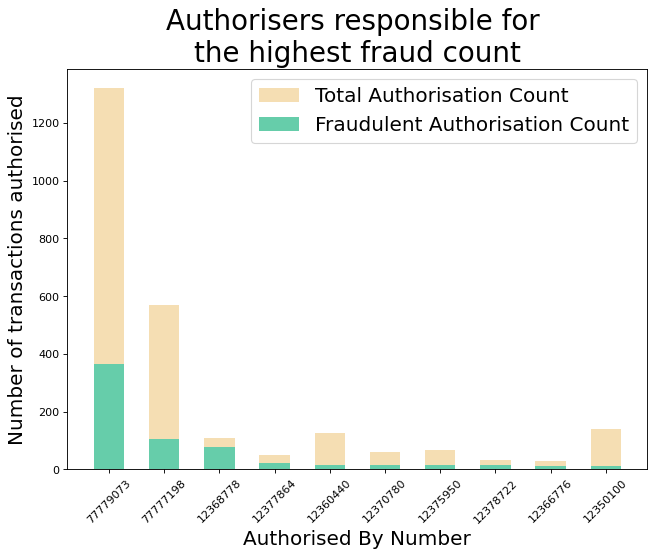 Authorisers responsible for
the highest fraud count
Total Authorisation Count
Fraudulent Authorisation Count
Number of transactions authorised
1200
1000
800
600
400
200
0
77779073
77777198
12368778
12377864
12360440
12370780
12375950
12378722
12366776
12350100
Authorised By Number